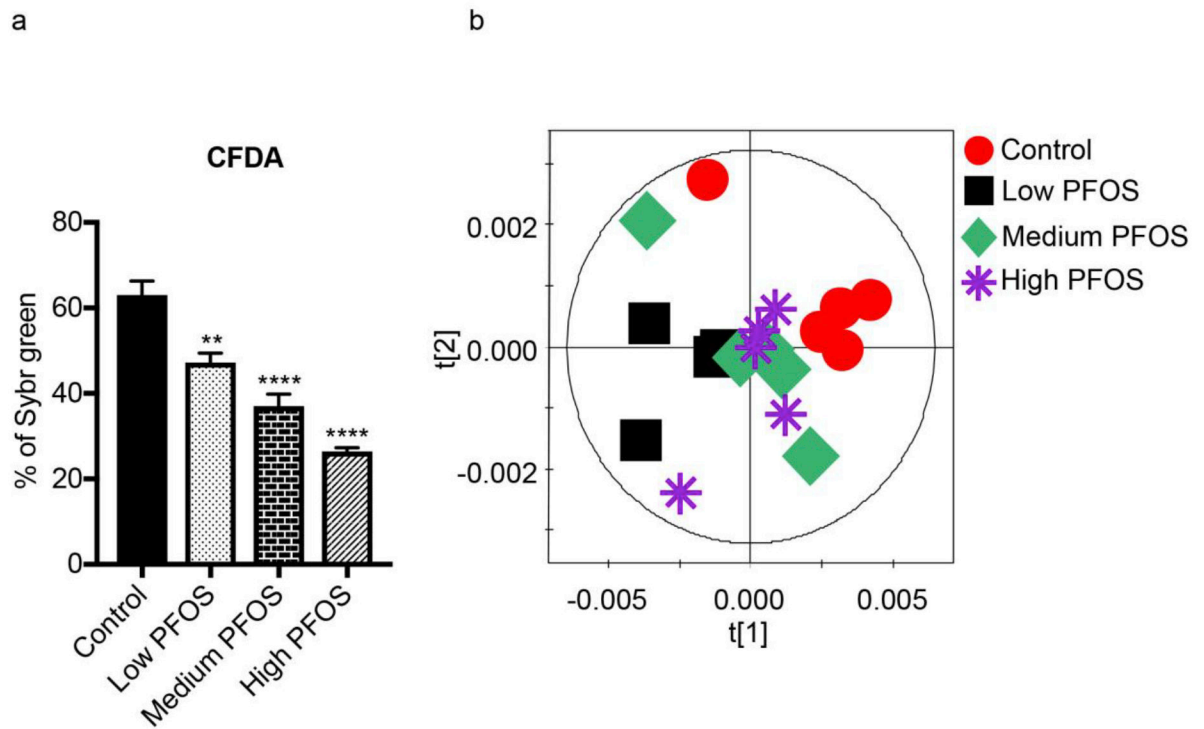 a
CFDA
% of Sybr green
80
60
40
20
0
**
****
****
Control
Low PFOS
Medium PFOS
High PFOS
b
t[2]
0.002
0.000
-0.002
-0.005 0.000 0.005
t[1]
Control
Low PFOS
Medium PFOS
High PFOS